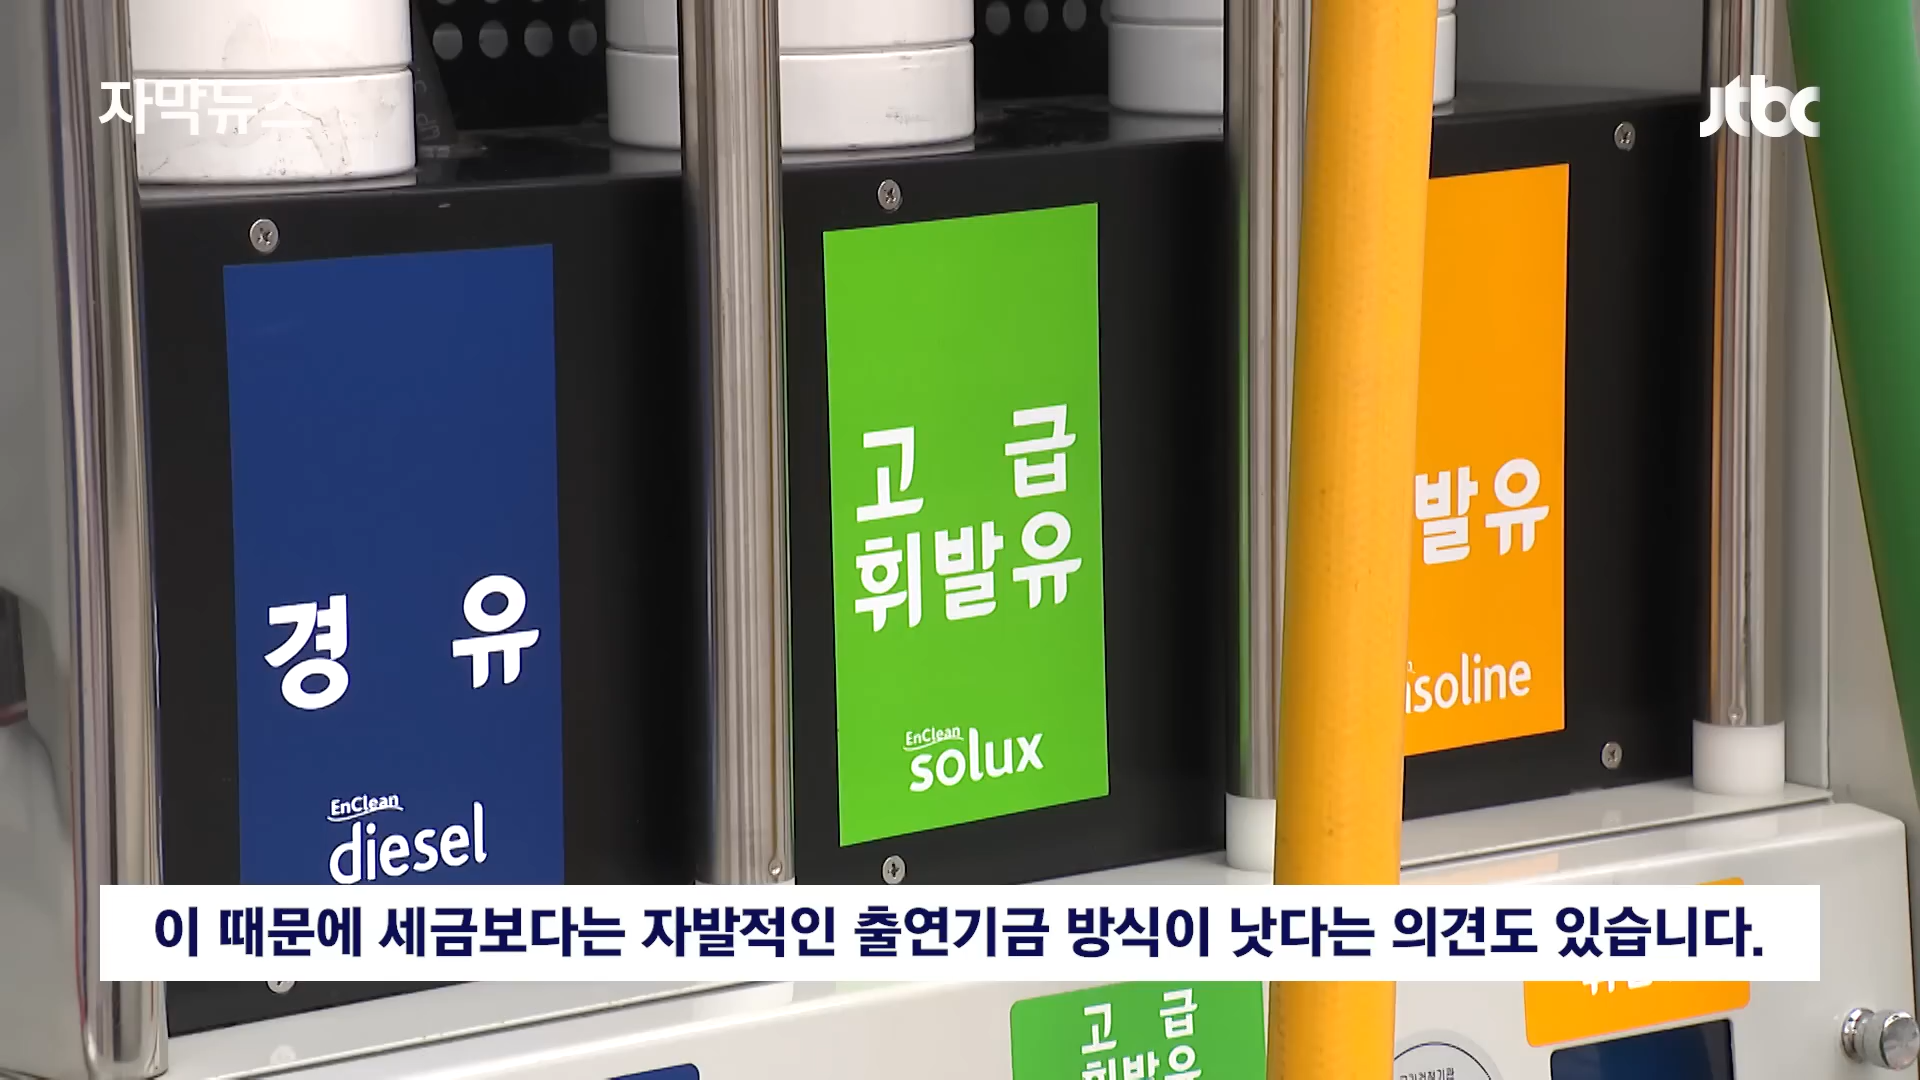 자막뉴스
jtbc
경 유
EnClean
diesel
고 급
휘발유
EnClean
solux
발유
soline
이 때문에 세금보다는 자발적인 출연기금 방식이 낫다는 의견도 있습니다.
고 급